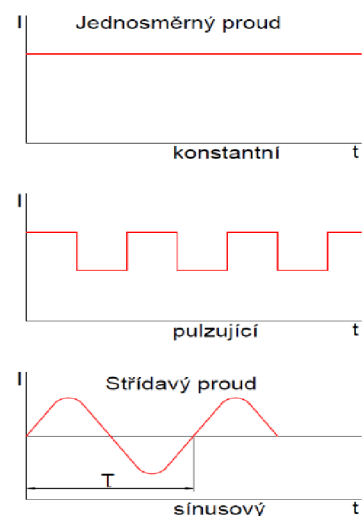 I Jednosměrný proud
konstantní t
I
pulzující t
I Střídavý proud
T
sínusový t